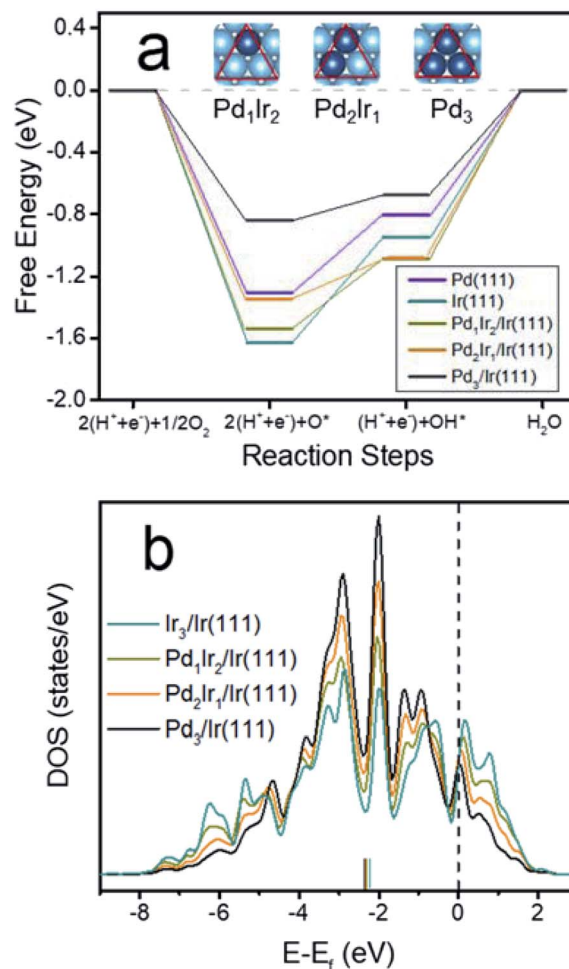 a
Pd₁Ir₂ Pd₂Ir₁ Pd₃
0.4
0.0
-0.4
-0.8
-1.2
-1.6
-2.0
Free Energy (eV)
Pd(111)
Ir(111)
Pd₁Ir₂/Ir(111)
Pd₂Ir₁/Ir(111)
Pd₃/Ir(111)
2(H⁺+e⁻)+1/2O₂ 2(H⁺+e⁻)+O* (H⁺+e⁻)+OH* H₂O
Reaction Steps
b
Ir₃/Ir(111)
Pd₁Ir₂/Ir(111)
Pd₂Ir₁/Ir(111)
Pd₃/Ir(111)
DOS (states/eV)
-8 -6 -4 -2 0 2
E-E_f (eV)